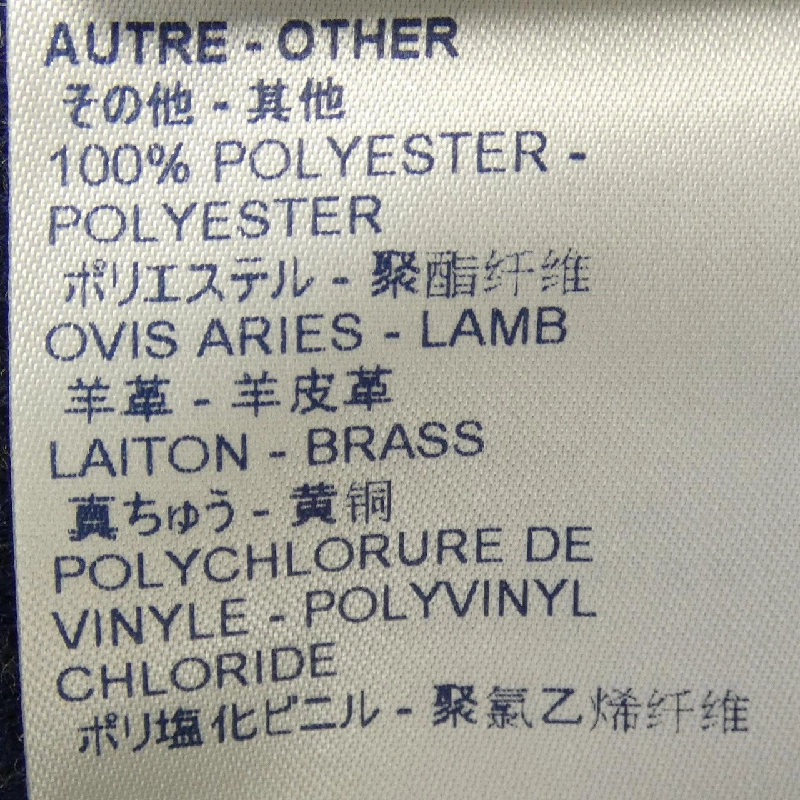 AUTRE - OTHER
その他 - 其他
100% POLYESTER -
POLYESTER
ポリエステル - 聚酯纤维
OVIS ARIES - LAMB
羊革 - 羊皮革
LAITON - BRASS
真ちゅう - 黄铜
POLYCHLORURE DE
VINYLE - POLYVINYL
CHLORIDE
ポリ塩化ビニル - 聚氯乙烯纤维